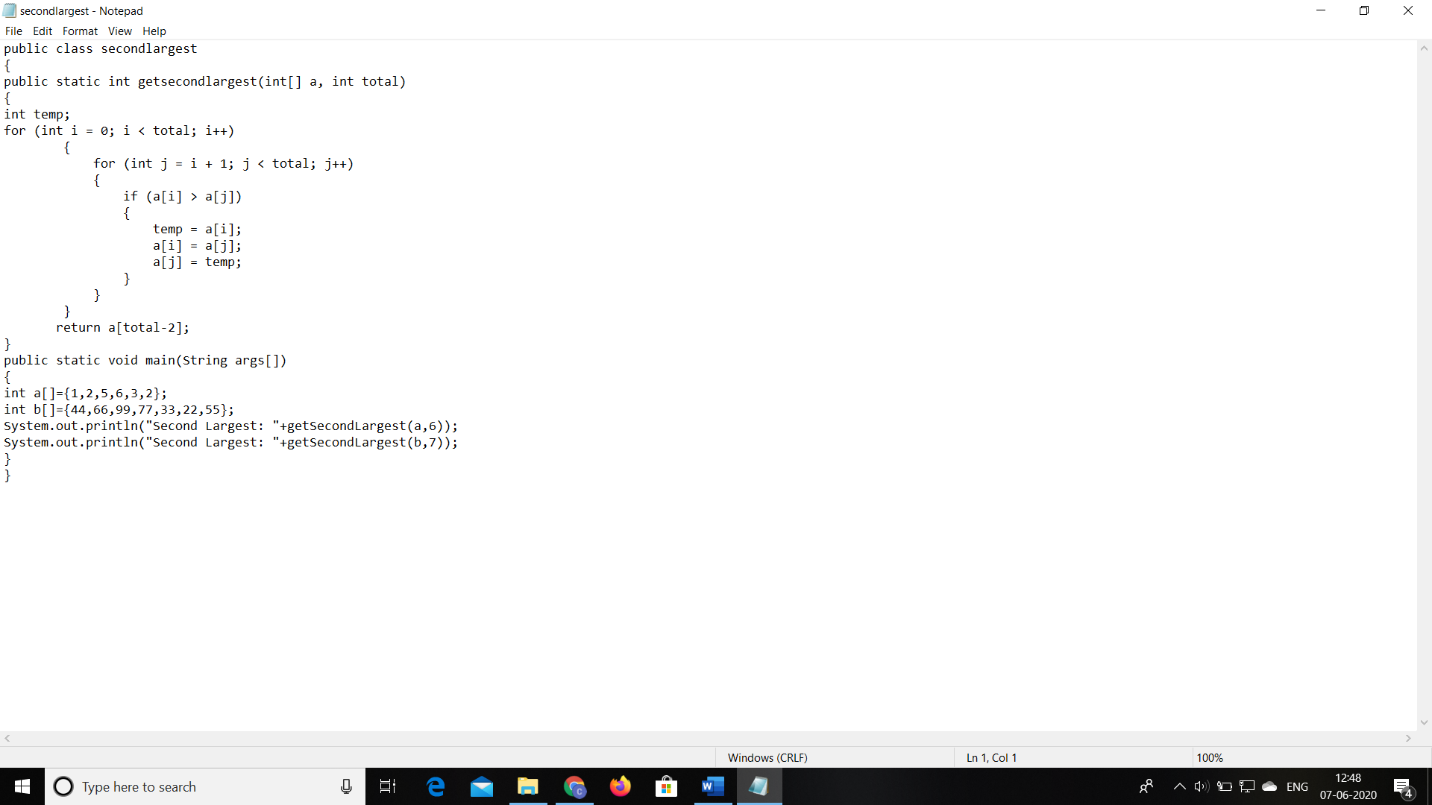 secondlargest - Notepad
File Edit Format View Help
public class secondlargest
{
public static int getsecondlargest(int[] a, int total)
{
int temp;
for (int i = 0; i < total; i++)
        {
            for (int j = i + 1; j < total; j++)
            {
                if (a[i] > a[j])
                {
                    temp = a[i];
                    a[i] = a[j];
                    a[j] = temp;
                }
            }
        }
       return a[total-2];
}
public static void main(String args[])
{
int a[]={1,2,5,6,3,2};
int b[]={44,66,99,77,33,22,55};
System.out.println("Second Largest: "+getSecondLargest(a,6));
System.out.println("Second Largest: "+getSecondLargest(b,7));
}
}
Windows (CRLF) Ln 1, Col 1 100%
Type here to search
ENG
12:48
07-06-2020
4